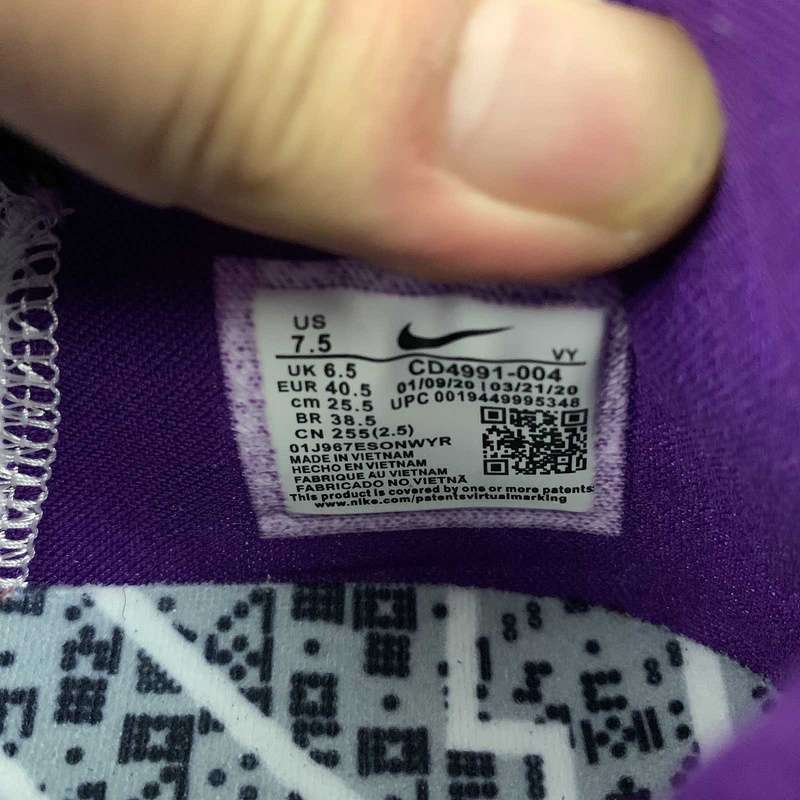 US
7.5
VY
UK 6.5
CD4991-004
EUR 40.5
01/09/20 | 03/21/20
cm 25.5
UPC 0019449995348
BR 38.5
CN 255(2.5)
01J967ESONWYR
MADE IN VIETNAM
HECHO EN VIETNAM
FABRIQUE AU VIETNAM
FABRICADO NO VIETNÃ
This product is covered by one or more patents
www.nike.com/patentsvirtualmarking